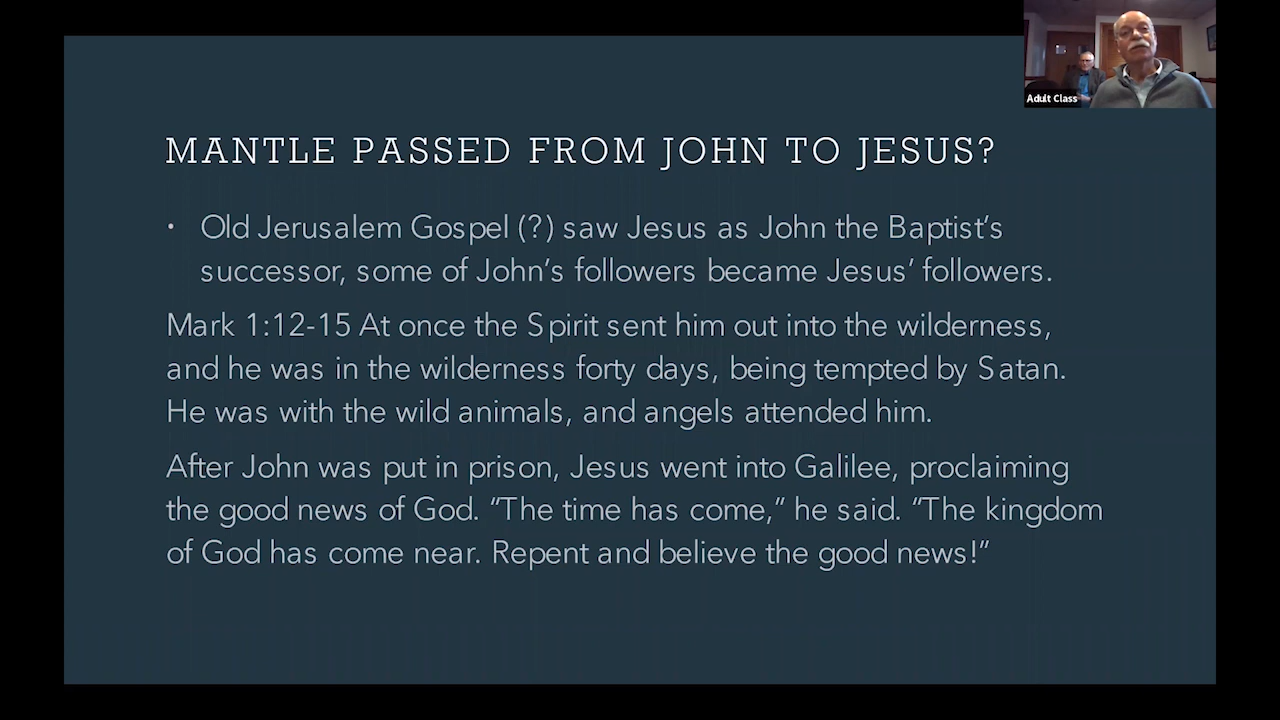 Adult Class
MANTLE PASSED FROM JOHN TO JESUS?
• Old Jerusalem Gospel (?) saw Jesus as John the Baptist’s
successor, some of John’s followers became Jesus’ followers.
Mark 1:12-15 At once the Spirit sent him out into the wilderness,
and he was in the wilderness forty days, being tempted by Satan.
He was with the wild animals, and angels attended him.
After John was put in prison, Jesus went into Galilee, proclaiming
the good news of God. “The time has come,” he said. “The kingdom
of God has come near. Repent and believe the good news!”